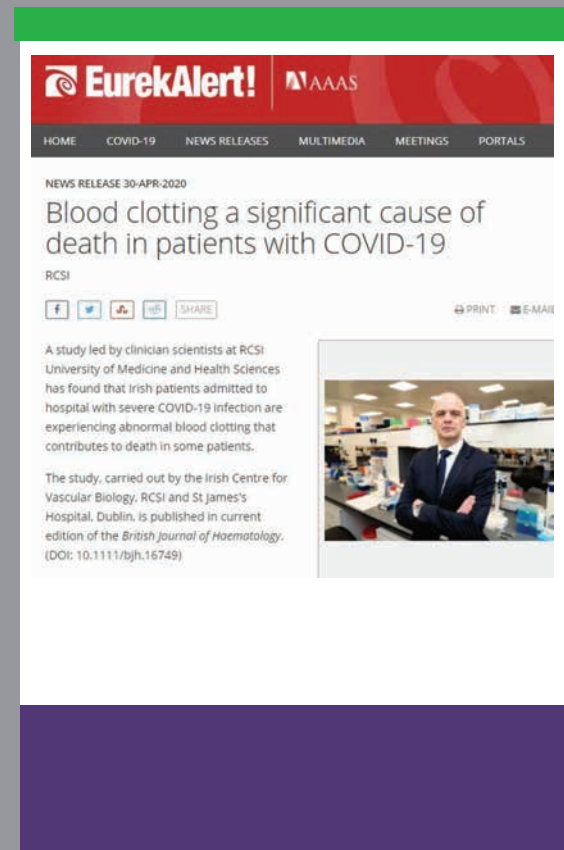 EurekAlert! AAAS
HOME COVID-19 NEWS RELEASES MULTIMEDIA MEETINGS PORTALS
NEWS RELEASE 30-APR-2020
Blood clotting a significant cause of
death in patients with COVID-19
RCSI
SHARE PRINT E-MAIL
A study led by clinician scientists at RCSI
University of Medicine and Health Sciences
has found that Irish patients admitted to
hospital with severe COVID-19 infection are
experiencing abnormal blood clotting that
contributes to death in some patients.
The study, carried out by the Irish Centre for
Vascular Biology, RCSI and St James's
Hospital, Dublin, is published in current
edition of the British Journal of Haematology.
(DOI: 10.1111/bjh.16749)